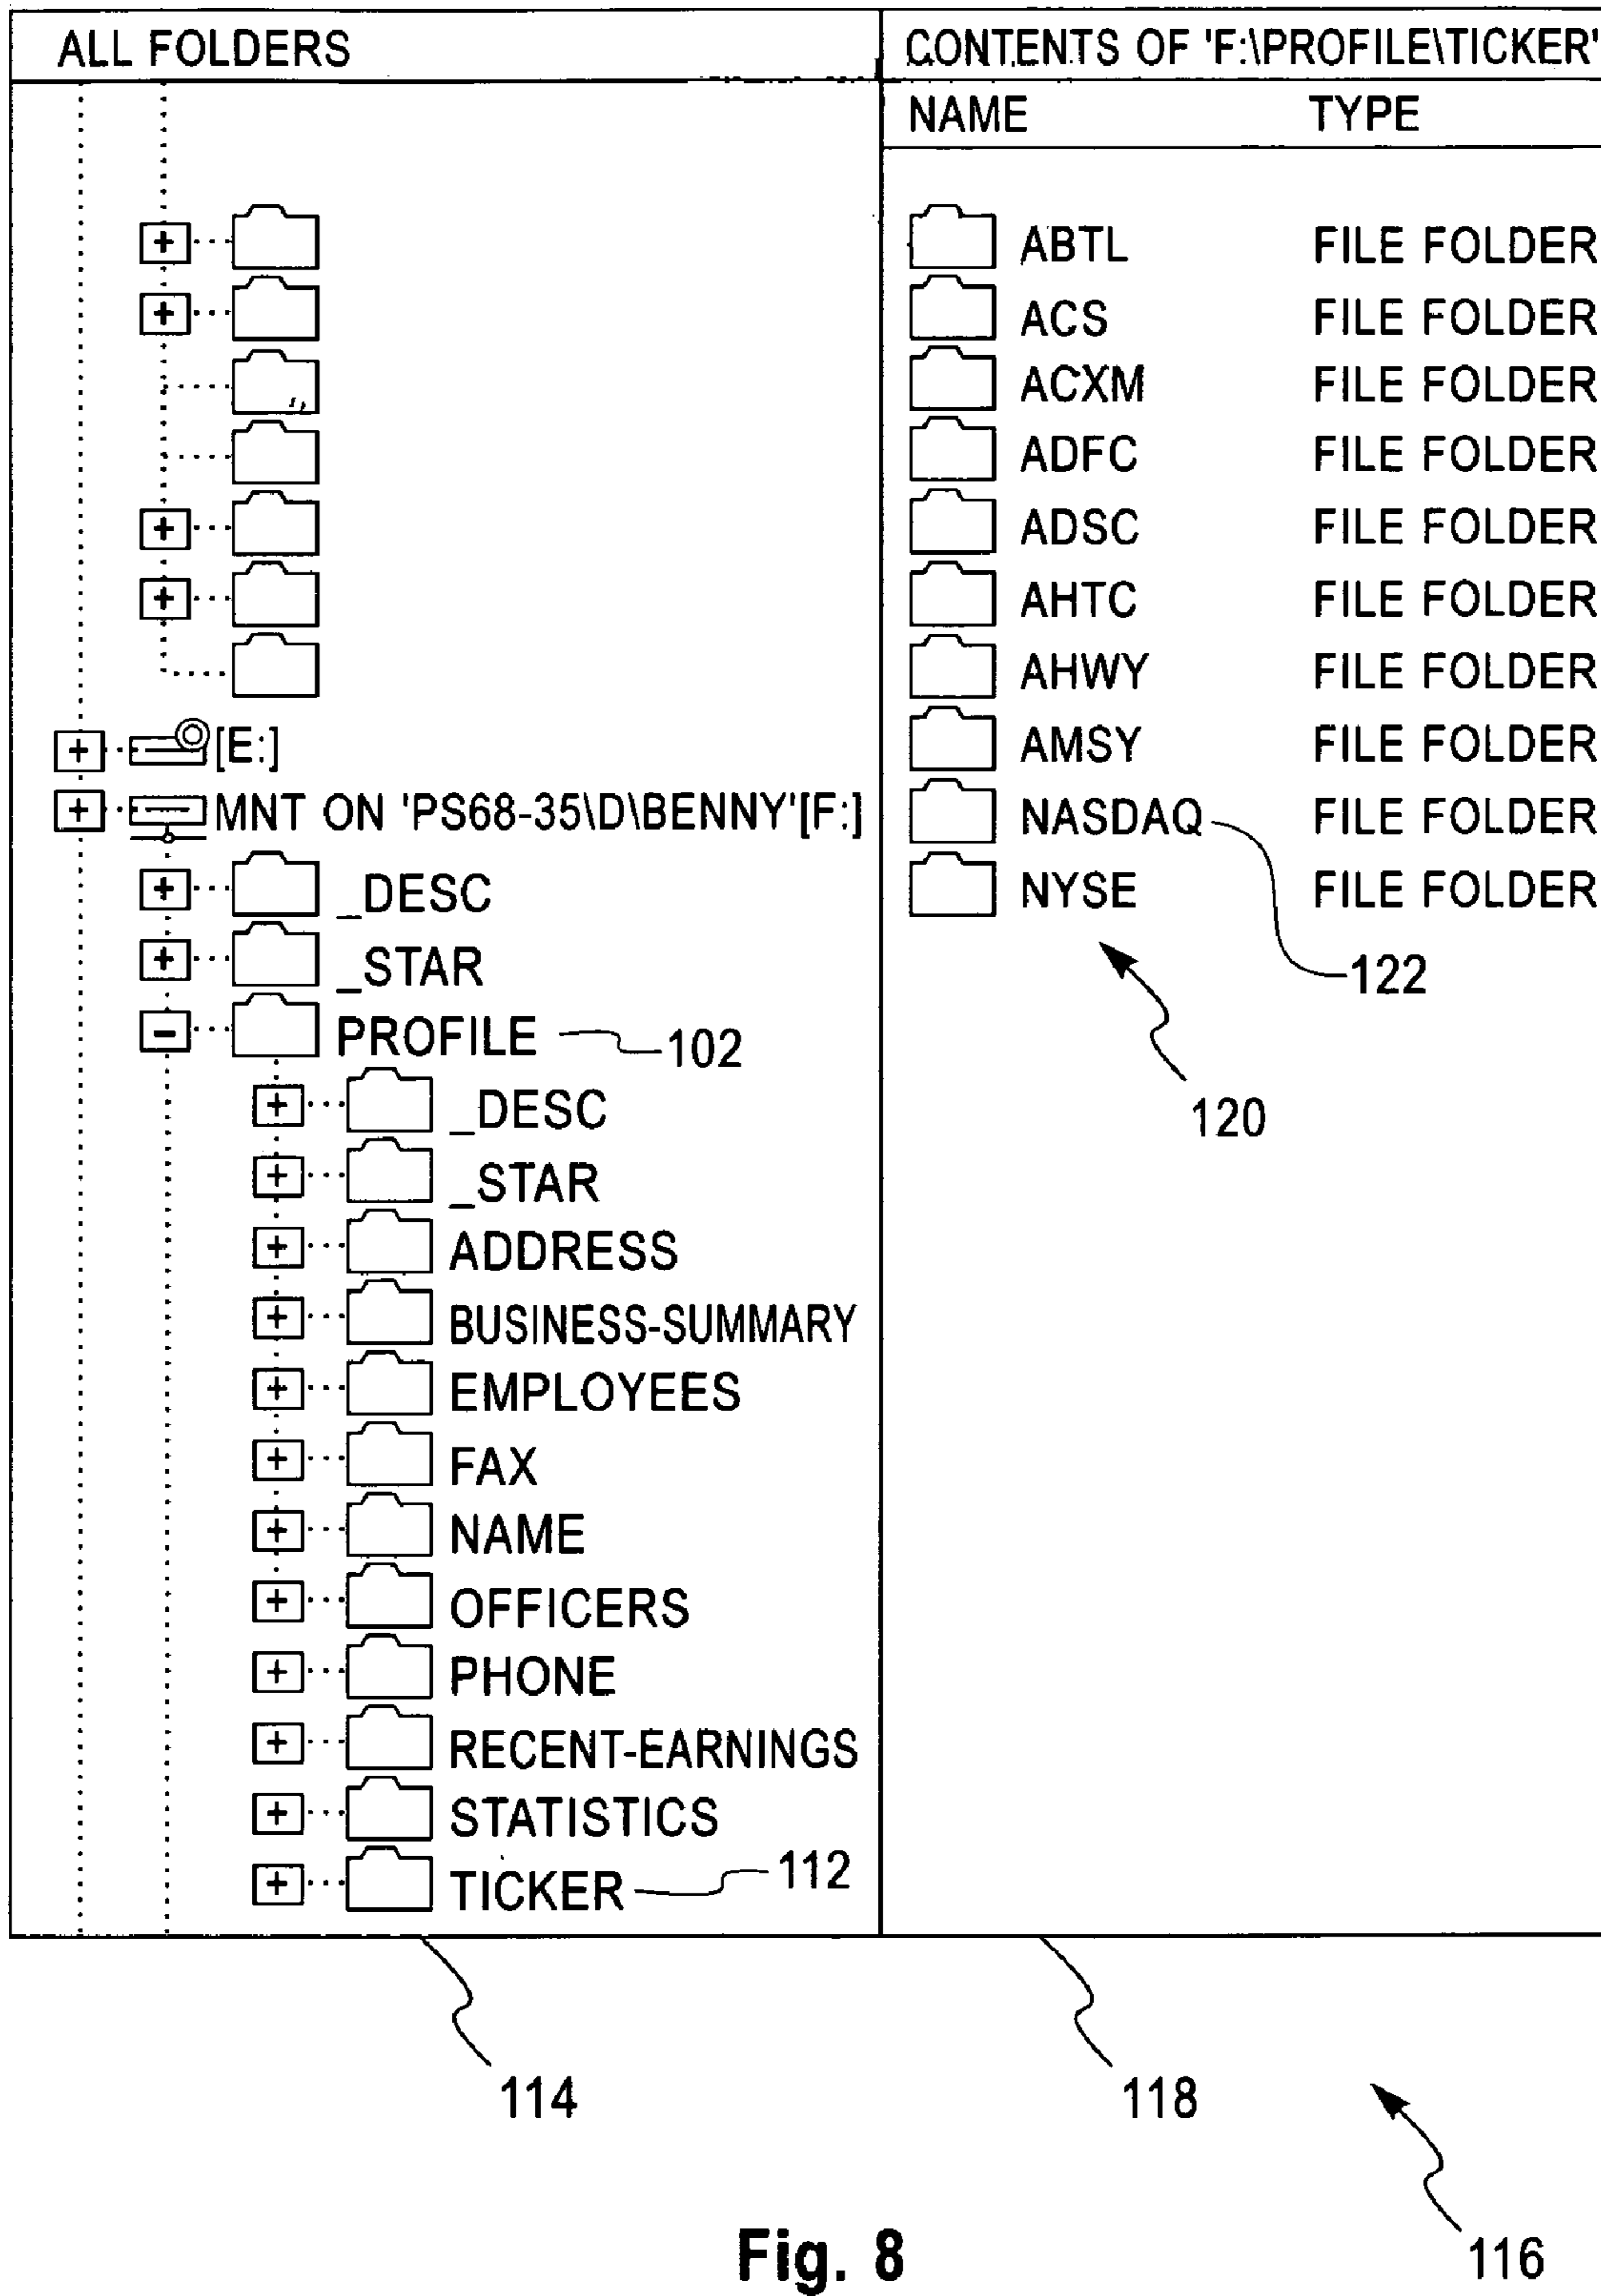 ALL FOLDERS
CONTENTS OF 'F:\PROFILE\TICKER'
NAME TYPE
ABTL FILE FOLDER
ACS FILE FOLDER
ACXM FILE FOLDER
ADFC FILE FOLDER
ADSC FILE FOLDER
AHTC FILE FOLDER
AHWY FILE FOLDER
AMSY FILE FOLDER
NASDAQ FILE FOLDER
NYSE FILE FOLDER
122
120
[E:]
MNT ON 'PS68-35\D\BENNY'[F:]
_DESC
_STAR
PROFILE 102
_DESC
_STAR
ADDRESS
BUSINESS-SUMMARY
EMPLOYEES
FAX
NAME
OFFICERS
PHONE
RECENT-EARNINGS
STATISTICS
TICKER 112
114
118
116
Fig. 8